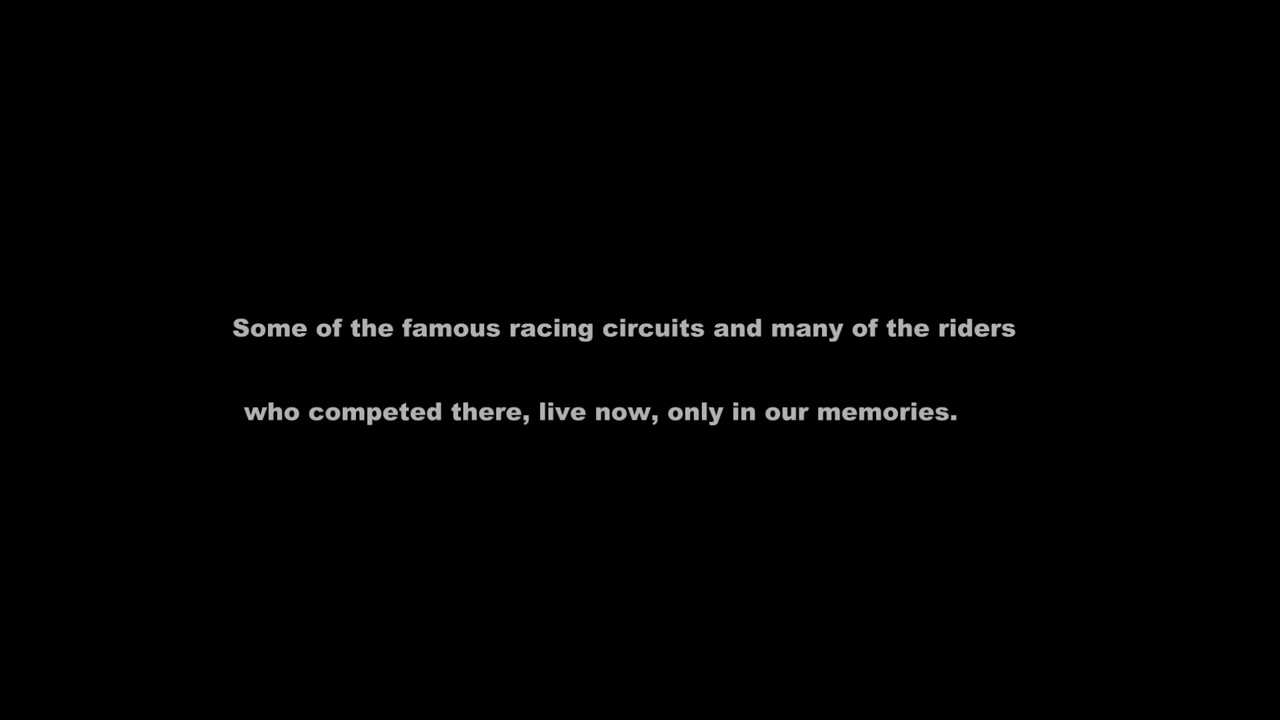 Some of the famous racing circuits and many of the riders
who competed there, live now, only in our memories.